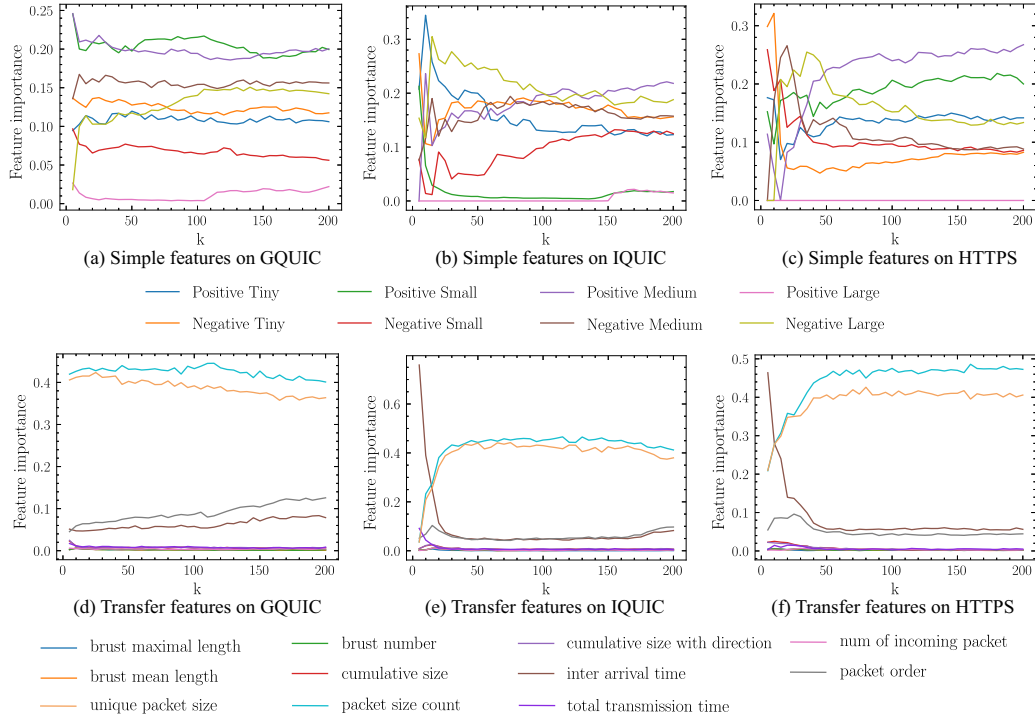 Feature importance
0.25
0.20
0.15
0.10
0.05
0.00
0 50 100 150 200
k
(a) Simple features on GQUIC
Feature importance
0.3
0.2
0.1
0.0
0 50 100 150 200
k
(b) Simple features on IQUIC
Feature importance
0.3
0.2
0.1
0.0
0 50 100 150 200
k
(c) Simple features on HTTPS
Positive Tiny Positive Small Positive Medium Positive Large
Negative Tiny Negative Small Negative Medium Negative Large
Feature importance
0.4
0.2
0.1
0.0
0 50 100 150 200
k
(d) Transfer features on GQUIC
Feature importance
0.6
0.4
0.2
0.0
0 50 100 150 200
k
(e) Transfer features on IQUIC
Feature importance
0.5
0.4
0.3
0.2
0.1
0.0
0 50 100 150 200
k
(f) Transfer features on HTTPS
brust maximal length brust number cumulative size with direction num of incoming packet
brust mean length cumulative size inter arrival time packet order
unique packet size packet size count total transmission time